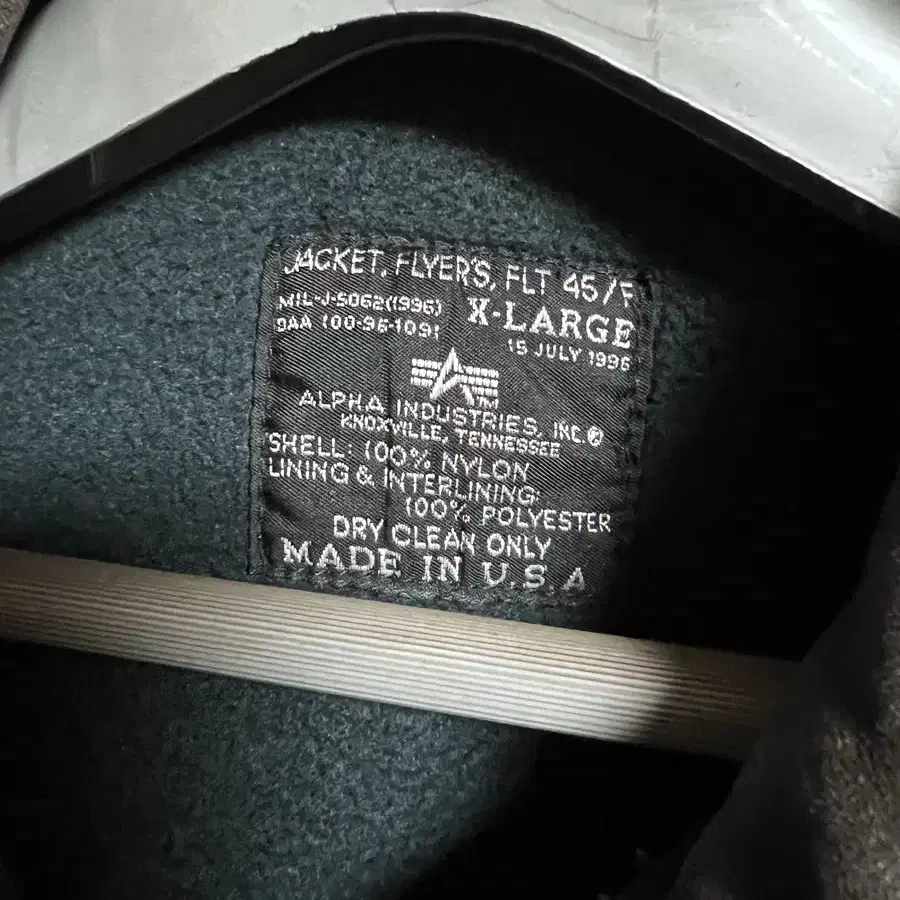 JACKET, FLYER'S, FLT 45/F
MIL-J-5062(1996)
X-LARGE
DAA 100-96-1091
15 JULY 1996
ALPHA INDUSTRIES, INC.®
KNOXVILLE, TENNESSEE
SHELL: 100% NYLON
LINING & INTERLINING:
100% POLYESTER
DRY CLEAN ONLY
MADE IN U.S.A